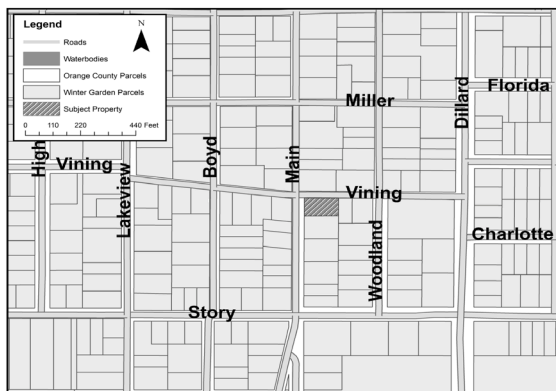 Legend
Roads
Waterbodies
Orange County Parcels
Winter Garden Parcels
Subject Property
0 110 220 440 Feet
N
Miller
Florida
Dillard
High
Vining
Lakeview
Boyd
Main
Vining
Woodland
Charlotte
Story